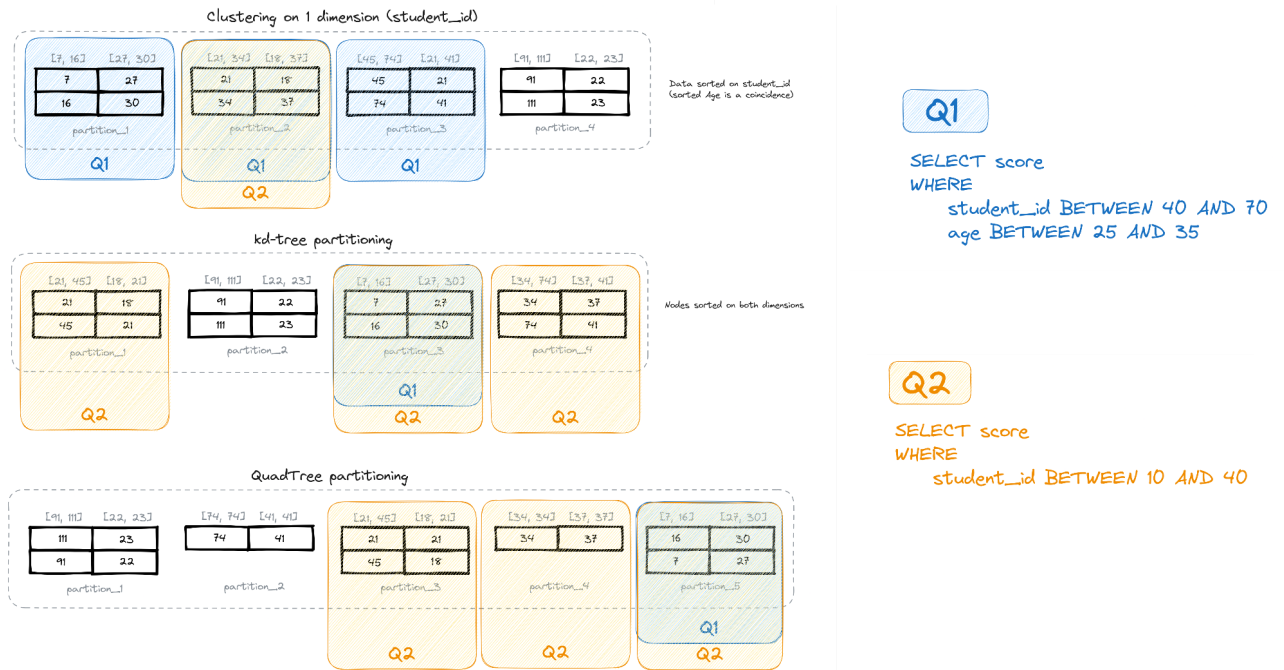 Clustering on 1 dimension (student_id)
[7, 16] [27, 30] [21, 34] [18, 37] [45, 74] [21, 41] [91, 111] [22, 23]
7 27 21 18 45 21 91 22
16 30 34 37 74 41 111 23
partition_1 partition_2 partition_3 partition_4
Q1 Q1 Q1
Q2
Data sorted on student_id
(sorted Age is a coincidence)
kd-tree partitioning
[21, 45] [18, 21] [91, 111] [22, 23] [7, 16] [27, 30] [34, 74] [37, 41]
21 18 91 22 7 27 34 37
45 21 111 23 16 30 74 41
partition_1 partition_2 partition_3 partition_4
Q1
Q2 Q2 Q2
Nodes sorted on both dimensions
QuadTree partitioning
[91, 111] [22, 23] [74, 74] [41, 41] [21, 45] [18, 21] [34, 34] [37, 37] [7, 16] [27, 30]
111 23 74 41 21 21 34 37 16 30
91 22 45 18 7 27
partition_1 partition_2 partition_3 partition_4 partition_5
Q1
Q2 Q2 Q2
Q1
SELECT score
WHERE
student_id BETWEEN 40 AND 70
age BETWEEN 25 AND 35
Q2
SELECT score
WHERE
student_id BETWEEN 10 AND 40